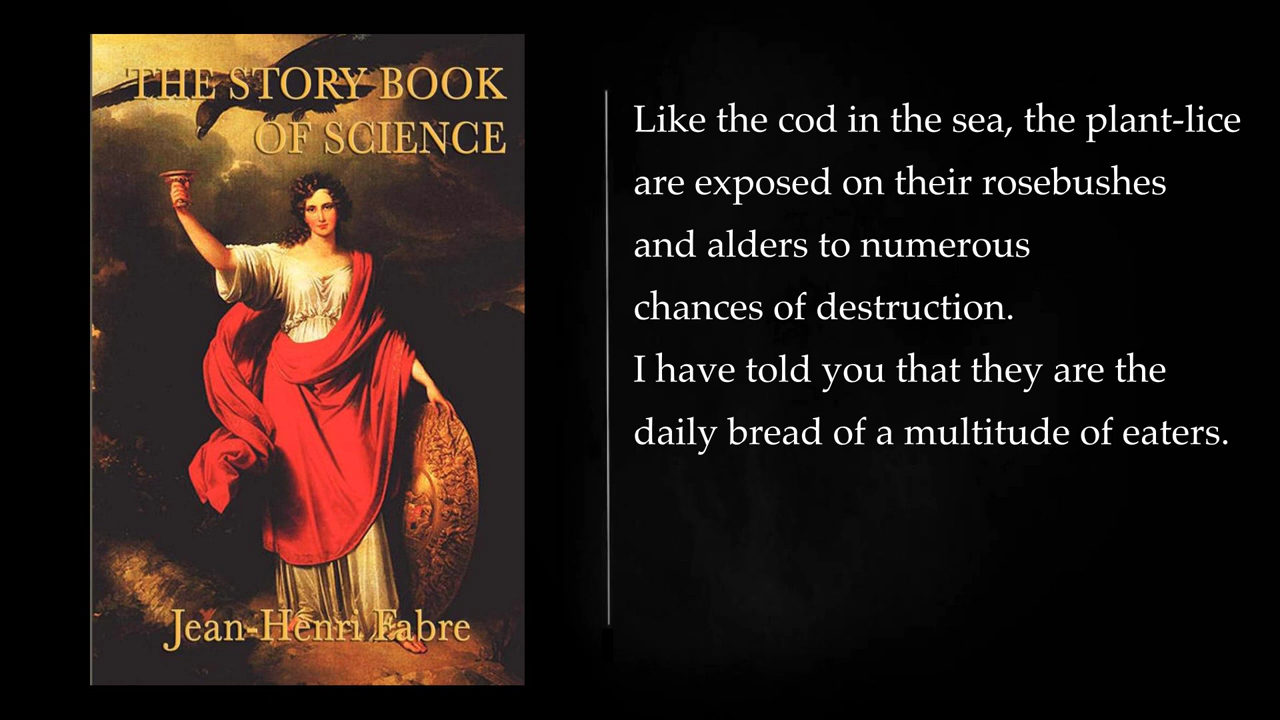 THE STORY BOOK
OF SCIENCE
Jean-Henri Fabre
Like the cod in the sea, the plant-lice
are exposed on their rosebushes
and alders to numerous
chances of destruction.
I have told you that they are the
daily bread of a multitude of eaters.